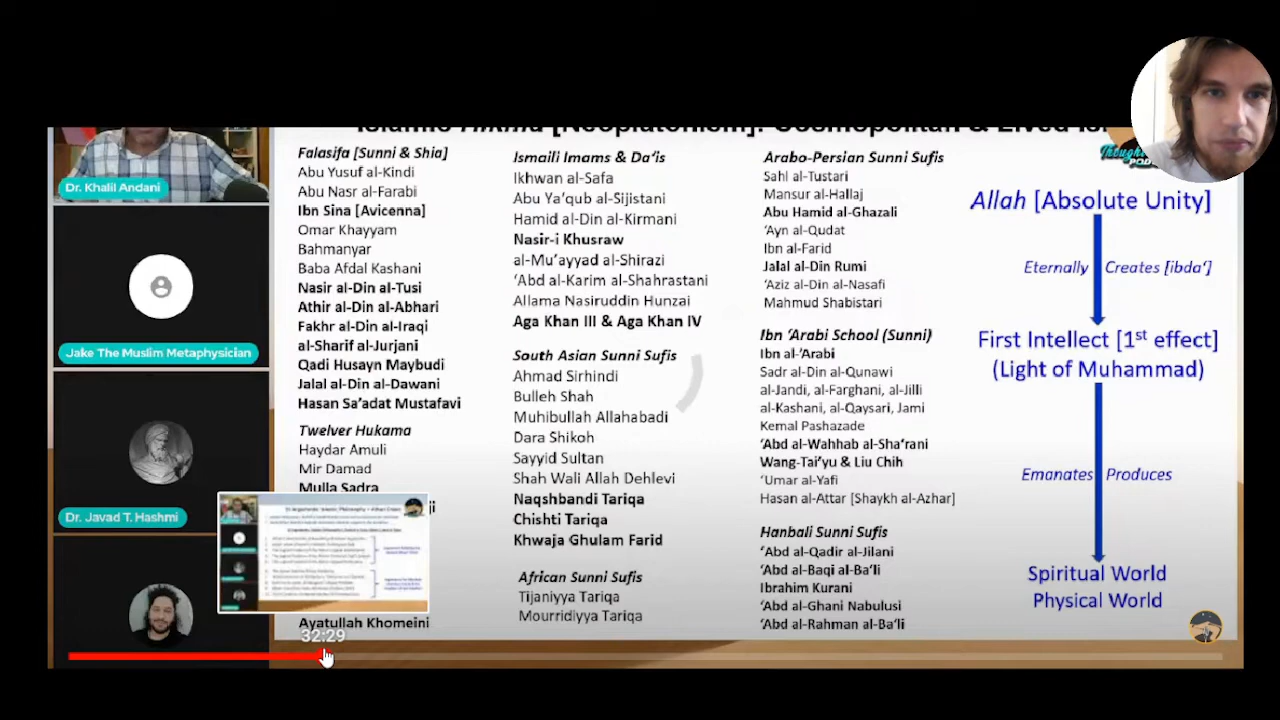 Islamic Hikma [Neoplatonism]: Cosmopolitan & Lived Is
Dr. Khalil Andani
Jake The Muslim Metaphysician
Dr. Javad T. Hashmi
Falasifa [Sunni & Shia]
Abu Yusuf al-Kindi
Abu Nasr al-Farabi
Ibn Sina [Avicenna]
Omar Khayyam
Bahmanyar
Baba Afdal Kashani
Nasir al-Din al-Tusi
Athir al-Din al-Abhari
Fakhr al-Din al-Iraqi
al-Sharif al-Jurjani
Qadi Husayn Maybudi
Jalal al-Din al-Dawani
Hasan Sa'adat Mustafavi
Twelver Hukama
Haydar Amuli
Mir Damad
Mulla Sadra
ji
Ayatullah Khomeini
32:29
Ismaili Imams & Da'is
Ikhwan al-Safa
Abu Ya'qub al-Sijistani
Hamid al-Din al-Kirmani
Nasir-i Khusraw
al-Mu'ayyad al-Shirazi
'Abd al-Karim al-Shahrastani
Allama Nasiruddin Hunzai
Aga Khan III & Aga Khan IV
South Asian Sunni Sufis
Ahmad Sirhindi
Bulleh Shah
Muhibullah Allahabadi
Dara Shikoh
Sayyid Sultan
Shah Wali Allah Dehlevi
Naqshbandi Tariqa
Chishti Tariqa
Khwaja Ghulam Farid
African Sunni Sufis
Tijaniyya Tariqa
Mourridiyya Tariqa
Arabo-Persian Sunni Sufis
Sahl al-Tustari
Mansur al-Hallaj
Abu Hamid al-Ghazali
'Ayn al-Qudat
Ibn al-Farid
Jalal al-Din Rumi
'Aziz al-Din al-Nasafi
Mahmud Shabistari
Ibn 'Arabi School (Sunni)
Ibn al-'Arabi
Sadr al-Din al-Qunawi
al-Jandi, al-Farghani, al-Jilli
al-Kashani, al-Qaysari, Jami
Kemal Pashazade
'Abd al-Wahhab al-Sha'rani
Wang-Tai'yu & Liu Chih
'Umar al-Yafi
Hasan al-Attar [Shaykh al-Azhar]
Hanbali Sunni Sufis
'Abd al-Qadir al-Jilani
'Abd al-Baqi al-Ba'li
Ibrahim Kurani
'Abd al-Ghani Nabulusi
'Abd al-Rahman al-Ba'li
Allah [Absolute Unity]
Eternally Creates [ibda']
First Intellect [1st effect]
(Light of Muhammad)
Emanates Produces
Spiritual World
Physical World